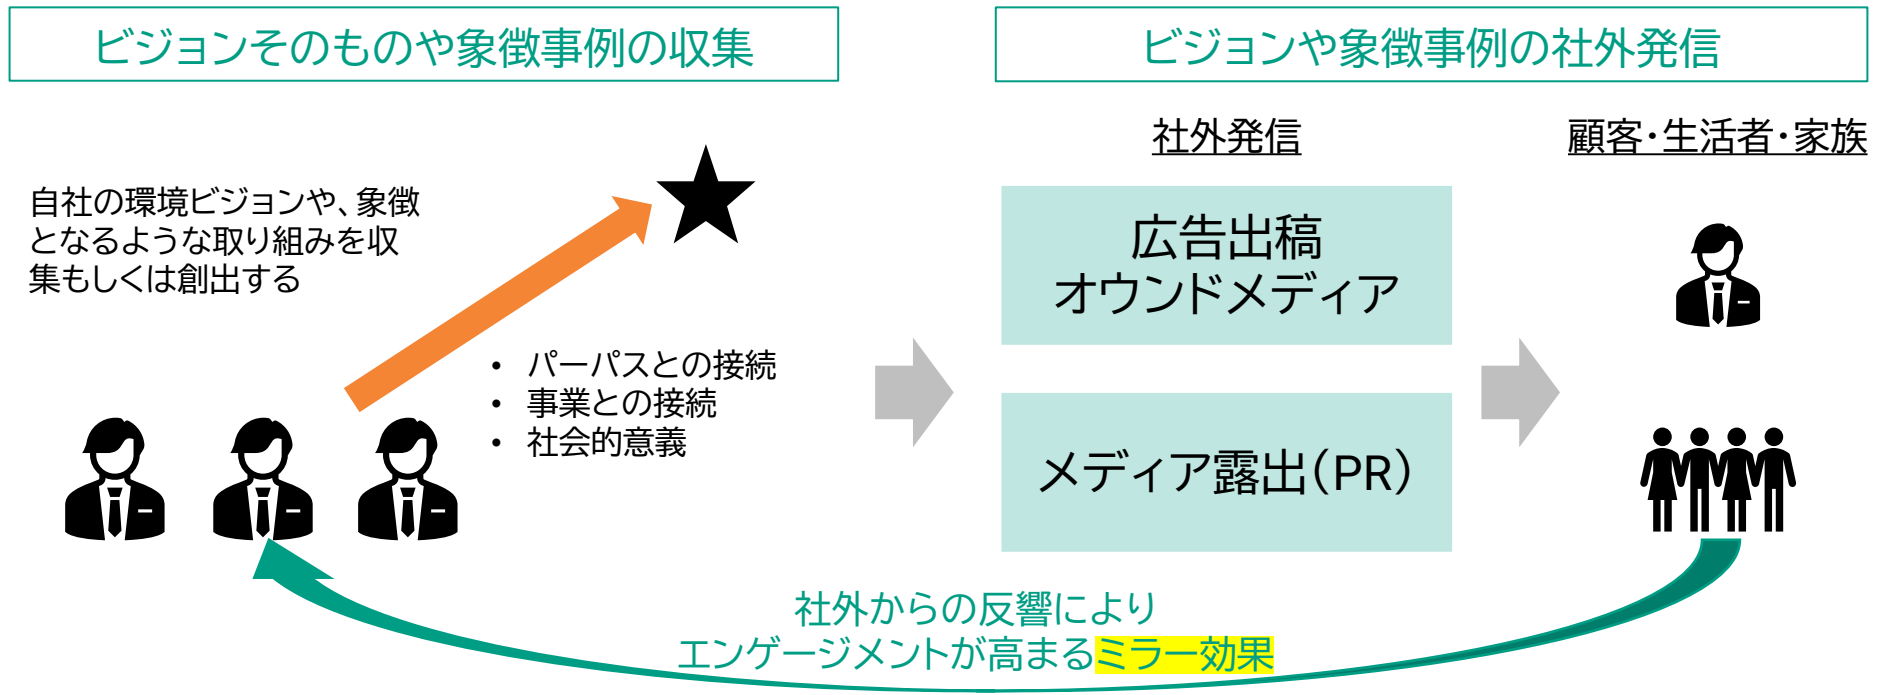 ビジョンそのものや象徴事例の収集
ビジョンや象徴事例の社外発信
自社の環境ビジョンや、象徴
となるような取り組みを収
集もしくは創出する
• パーパスとの接続
• 事業との接続
• 社会的意義
社外発信
広告出稿
オウンドメディア
メディア露出（PR）
顧客・生活者・家族
社外からの反響により
エンゲージメントが高まるミラー効果